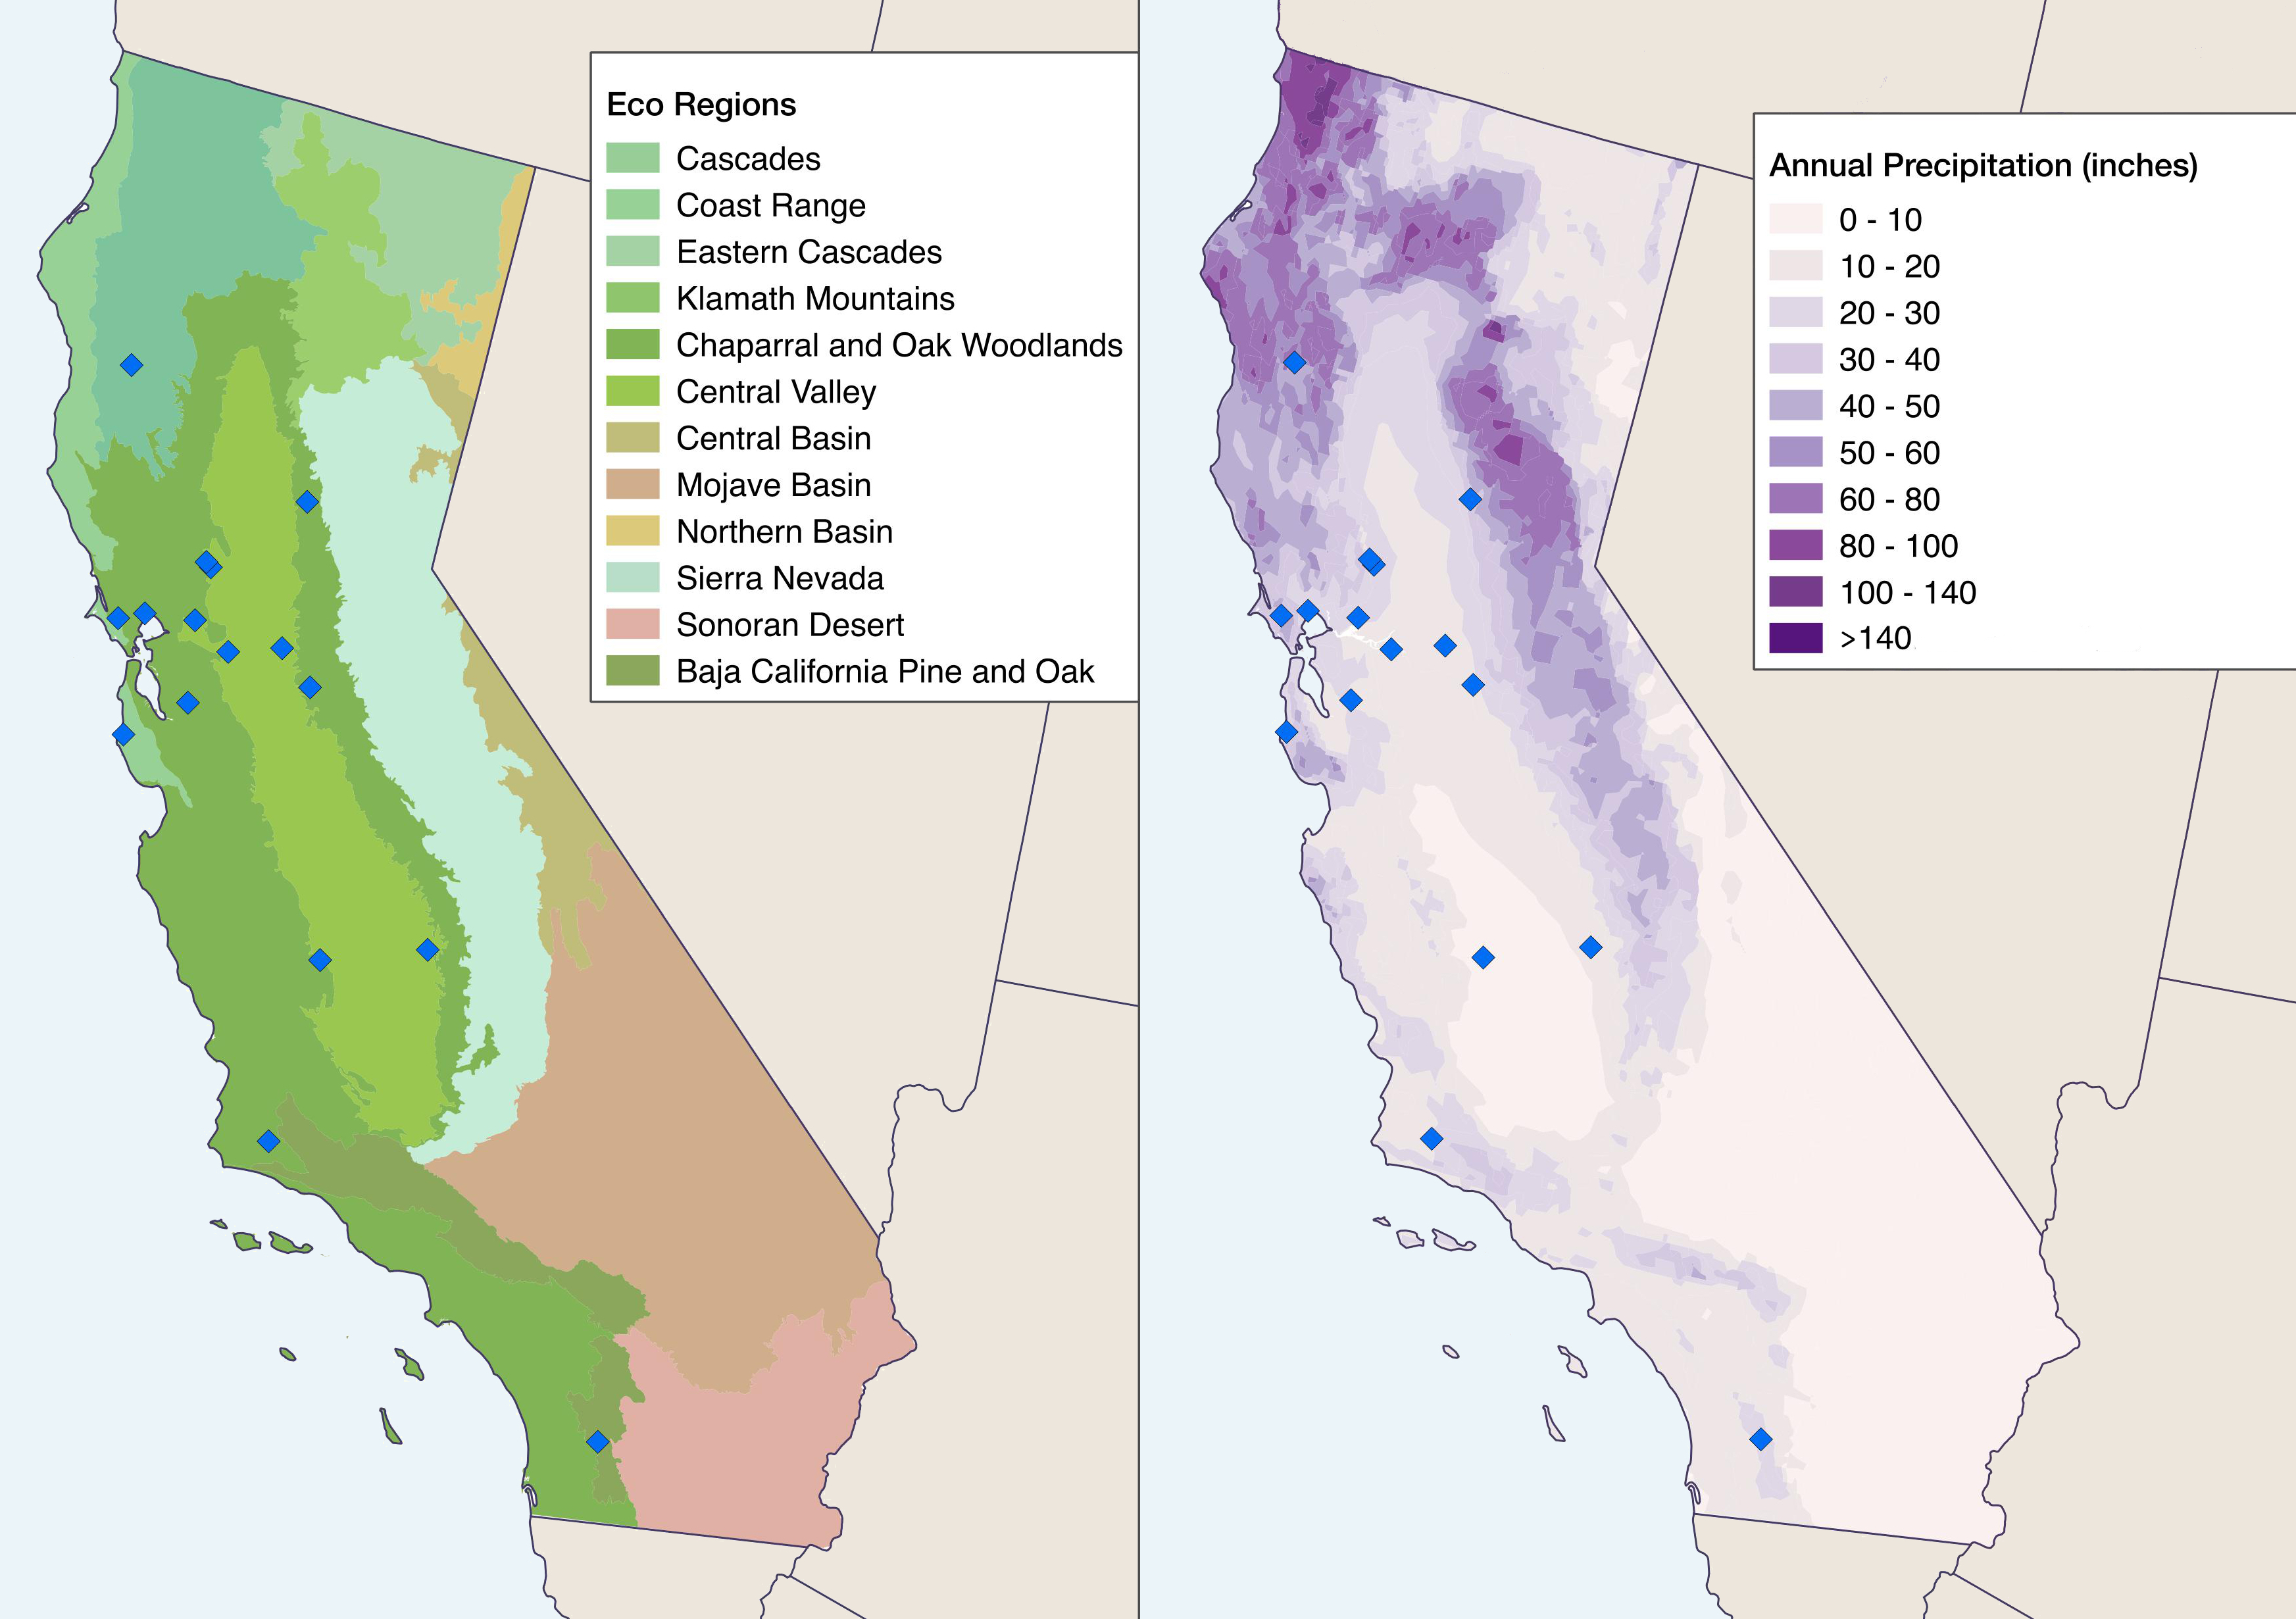 Eco Regions
Cascades
Coast Range
Eastern Cascades
Klamath Mountains
Chaparral and Oak Woodlands
Central Valley
Central Basin
Mojave Basin
Northern Basin
Sierra Nevada
Sonoran Desert
Baja California Pine and Oak
Annual Precipitation (inches)
0 - 10
10 - 20
20 - 30
30 - 40
40 - 50
50 - 60
60 - 80
80 - 100
100 - 140
>140